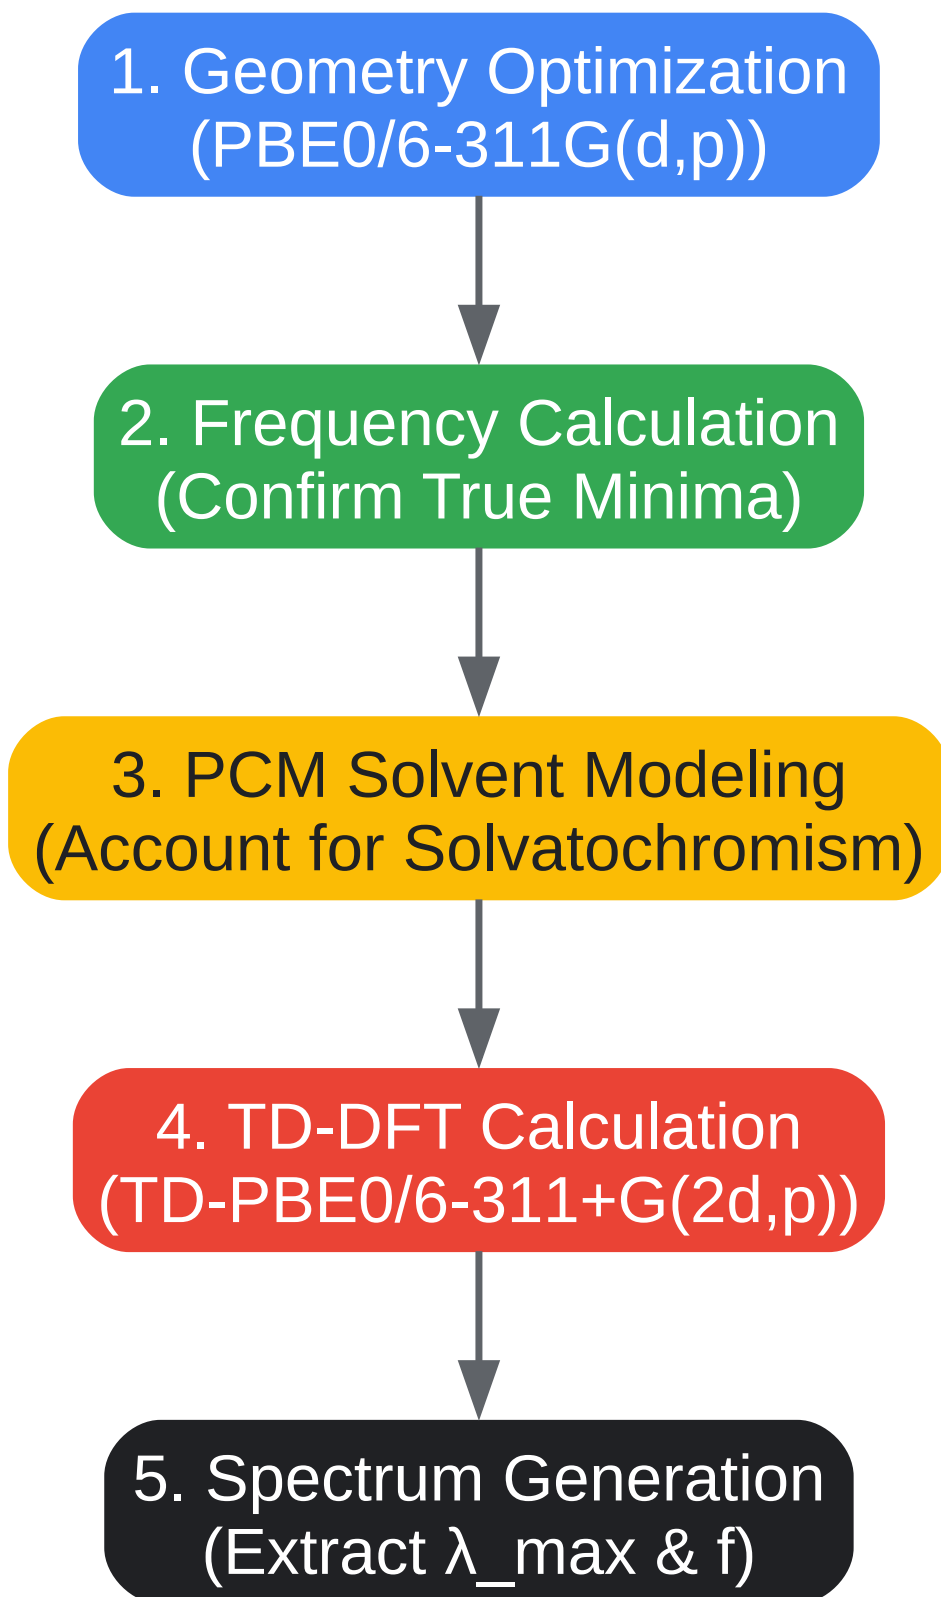 1. Geometry Optimization
(PBE0/6-311G(d,p))
2. Frequency Calculation
(Confirm True Minima)
3. PCM Solvent Modeling
(Account for Solvatochromism)
4. TD-DFT Calculation
(TD-PBE0/6-311+G(2d,p))
5. Spectrum Generation
(Extract λ_max & f)